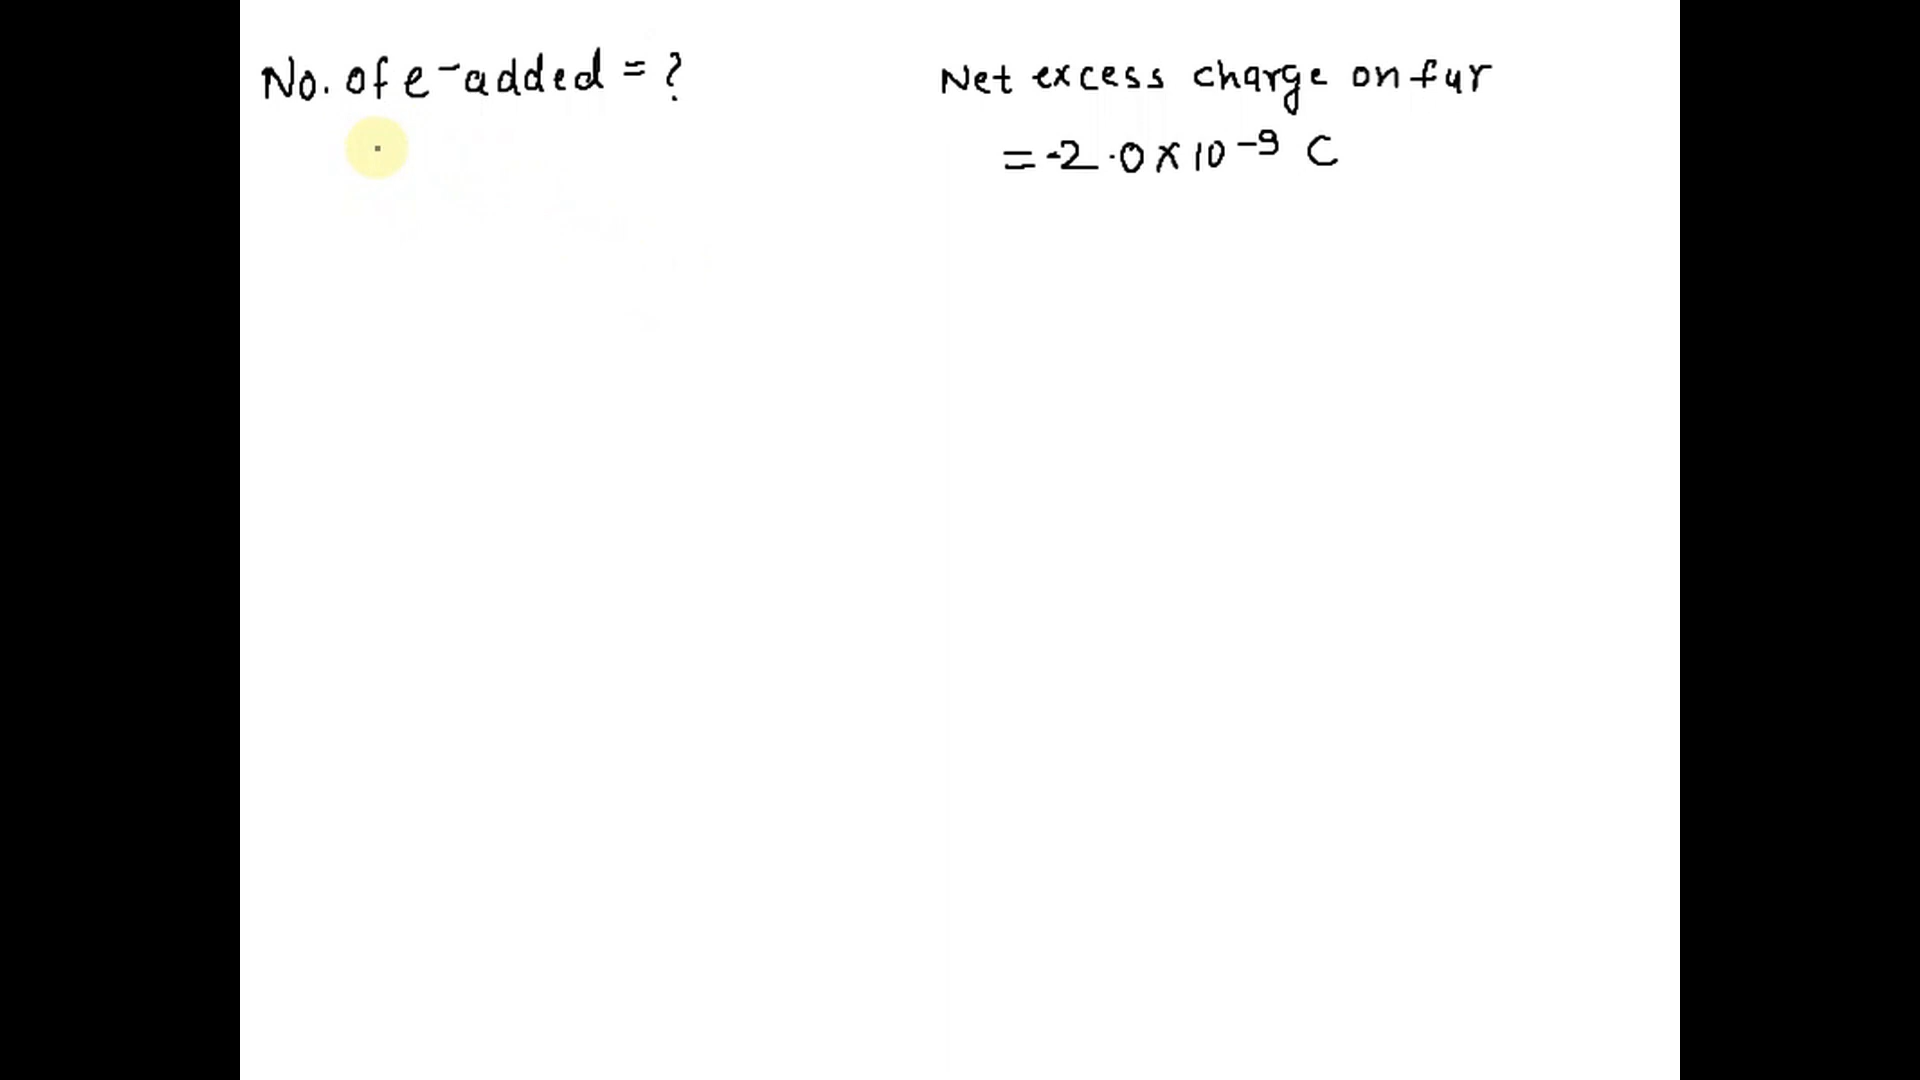 No. of e⁻ added = ?
Net excess charge on fur
= -2.0 x 10⁻⁹ C